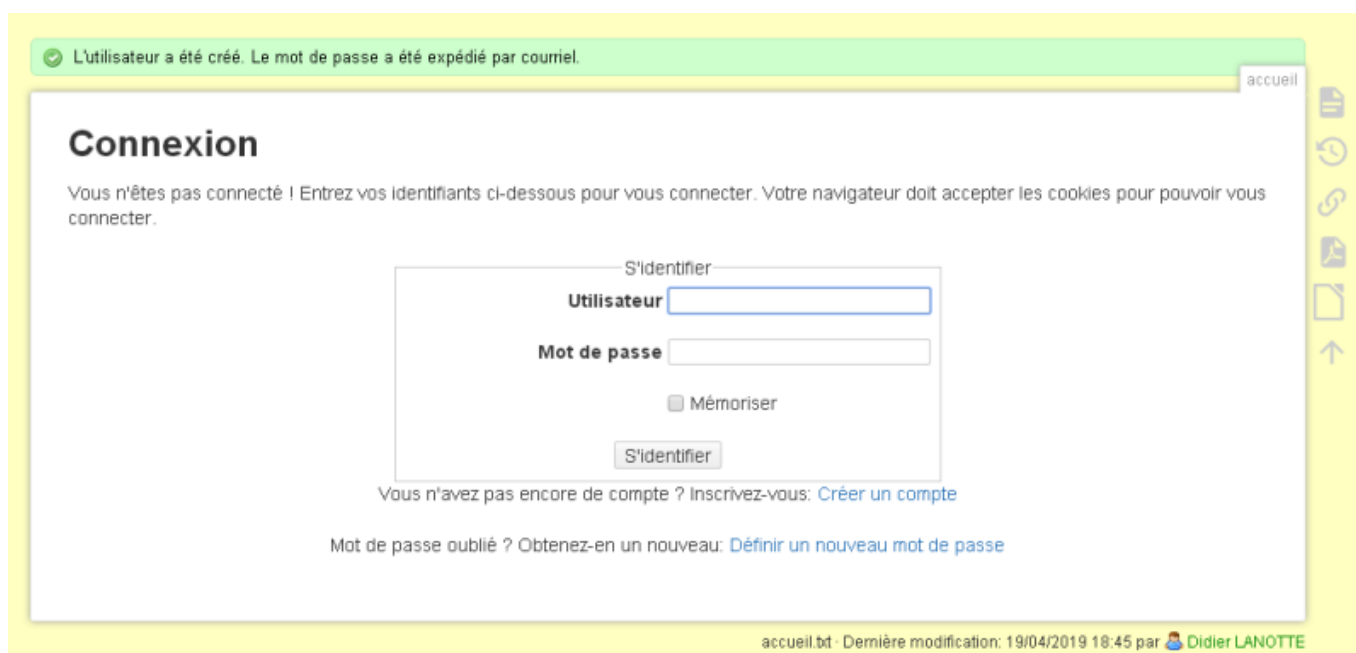 L'utilisateur a été créé. Le mot de passe a été expédié par courriel.
accueil
Connexion
Vous n'êtes pas connecté ! Entrez vos identifiants ci-dessous pour vous connecter. Votre navigateur doit accepter les cookies pour pouvoir vous
connecter.
S'identifier
Utilisateur
Mot de passe
Mémoriser
S'identifier
Vous n'avez pas encore de compte ? Inscrivez-vous: Créer un compte
Mot de passe oublié ? Obtenez-en un nouveau: Définir un nouveau mot de passe
accueil.txt · Dernière modification: 19/04/2019 18:45 par Didier LANOTTE